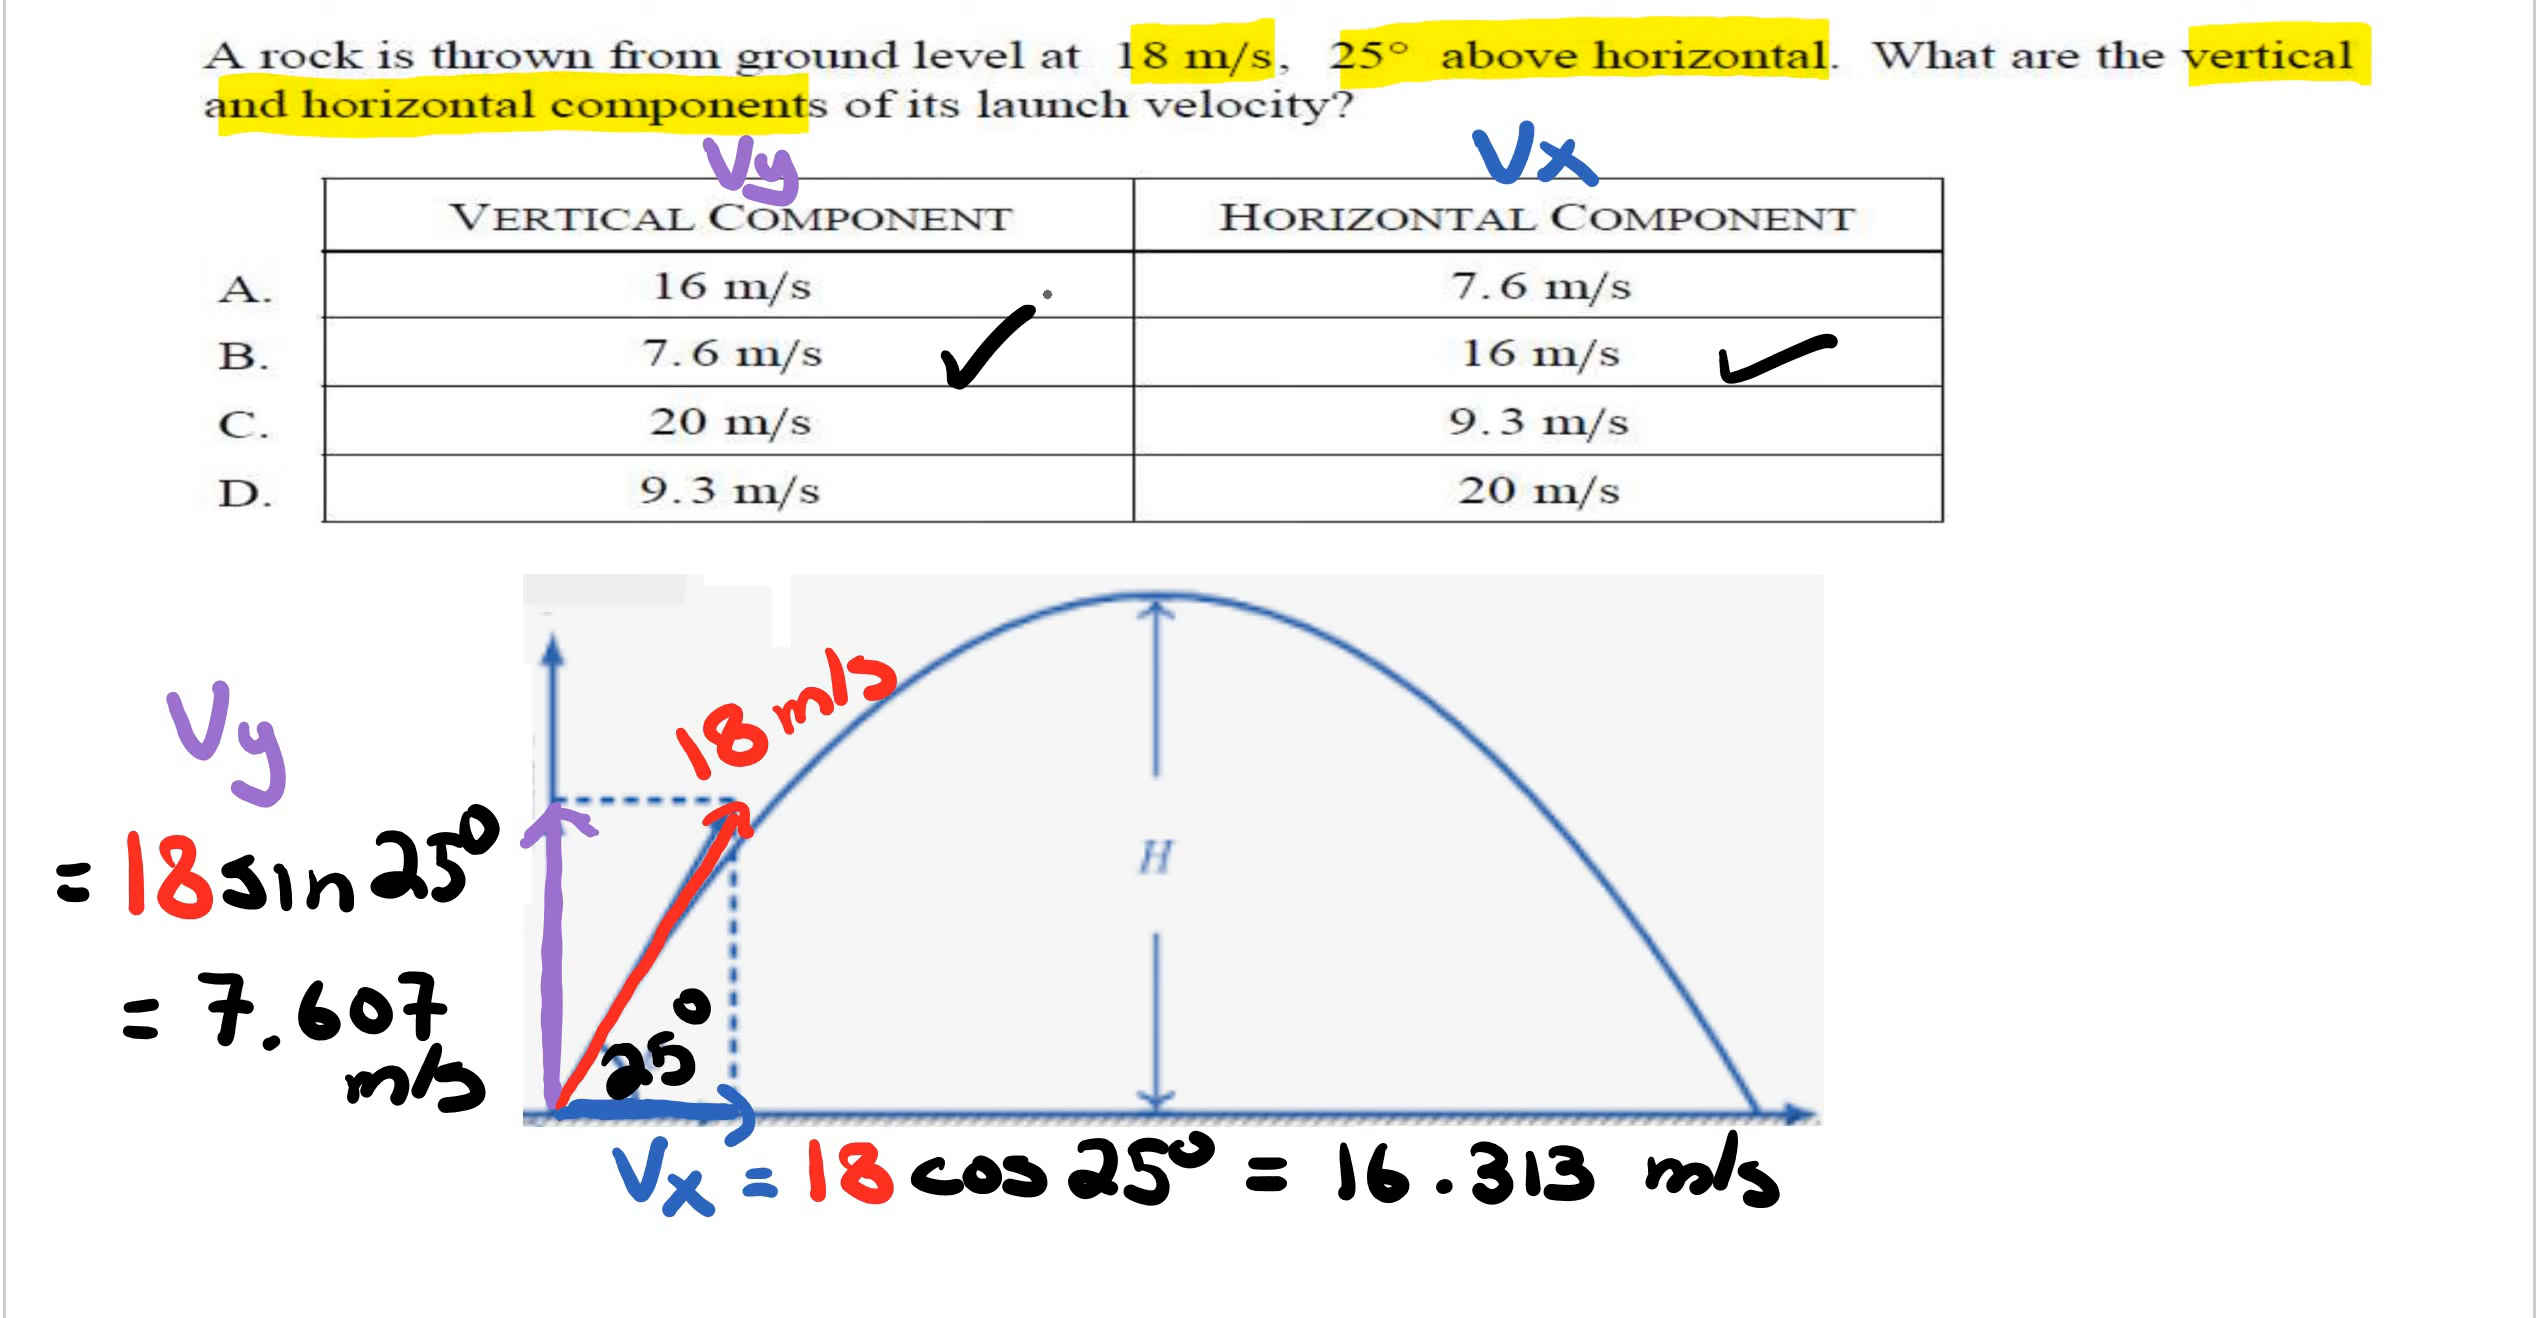 A rock is thrown from ground level at 18 m/s, 25° above horizontal. What are the vertical
and horizontal components of its launch velocity?
Vy Vx
VERTICAL COMPONENT HORIZONTAL COMPONENT
A. 16 m/s 7.6 m/s
B. 7.6 m/s 16 m/s
C. 20 m/s 9.3 m/s
D. 9.3 m/s 20 m/s
18 m/s
Vy
= 18 sin 25°
H
= 7.607
m/s
25°
Vx = 18 cos 25° = 16.313 m/s